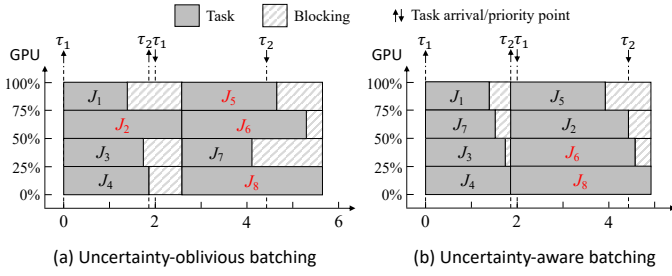 Task Blocking Task arrival/priority point
GPU τ1 τ2 τ1 τ2 GPU τ1 τ2 τ1 τ2
100% J1 J5 100% J1 J5
75% J2 J6 75% J7 J2
50% J3 J7 50% J3 J6
25% J4 J8 25% J4 J8
0% 0%
0 2 4 6 0 2 4
(a) Uncertainty-oblivious batching (b) Uncertainty-aware batching